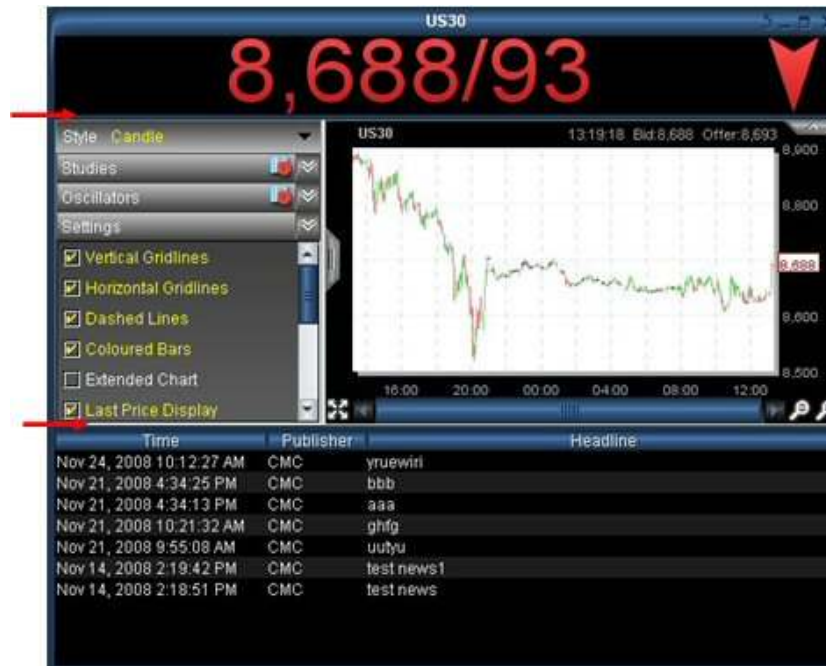 US30
8,688/93
Style Candle
Studies
Oscillators
Settings
Vertical Gridlines
Horizontal Gridlines
Dashed Lines
Coloured Bars
Extended Chart
Last Price Display
US30 13:19:18 Bid:8,688 Offer:8,693
8,900
8,800
8,688
8,600
8,500
16:00 20:00 00:00 04:00 08:00 12:00
Time Publisher Headline
Nov 24, 2008 10:12:27 AM CMC yruewiri
Nov 21, 2008 4:34:25 PM CMC bbb
Nov 21, 2008 4:34:13 PM CMC aaa
Nov 21, 2008 10:21:32 AM CMC ghfg
Nov 21, 2008 9:55:08 AM CMC uutyu
Nov 14, 2008 2:19:42 PM CMC test news1
Nov 14, 2008 2:18:51 PM CMC test news